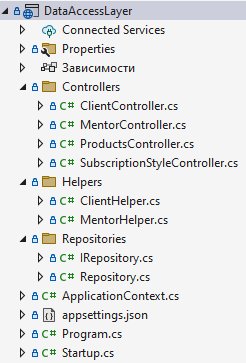 DataAccessLayer
Connected Services
Properties
Зависимости
Controllers
C# ClientController.cs
C# MentorController.cs
C# ProductsController.cs
C# SubscriptionStyleController.cs
Helpers
C# ClientHelper.cs
C# MentorHelper.cs
Repositories
C# IRepository.cs
C# Repository.cs
C# ApplicationContext.cs
appsettings.json
C# Program.cs
C# Startup.cs